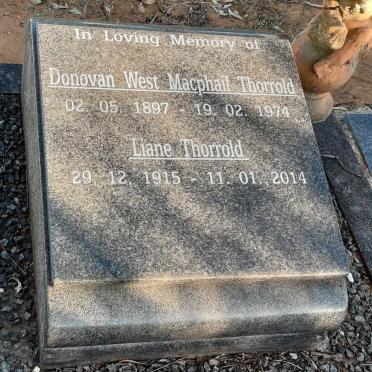 In Loving Memory of
Donovan West Macphail Thorrold
02. 05. 1897 - 19. 02. 1974
Liane Thorrold
29. 12. 1915 - 11. 01. 2014